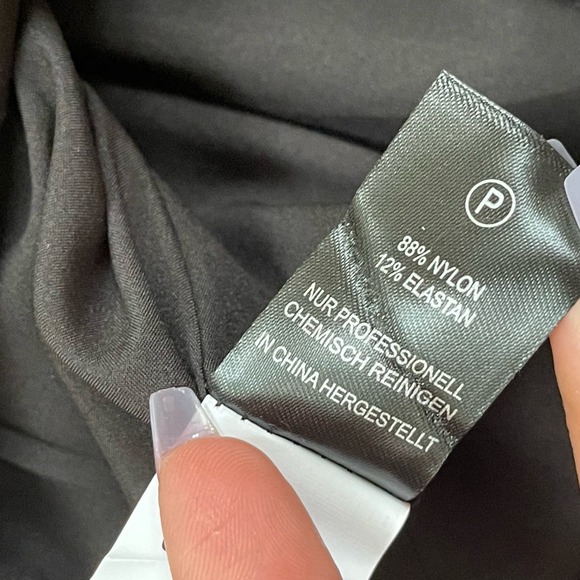 P
88% NYLON
12% ELASTAN
NUR PROFESSIONELL
CHEMISCH REINIGEN
IN CHINA HERGESTELLT